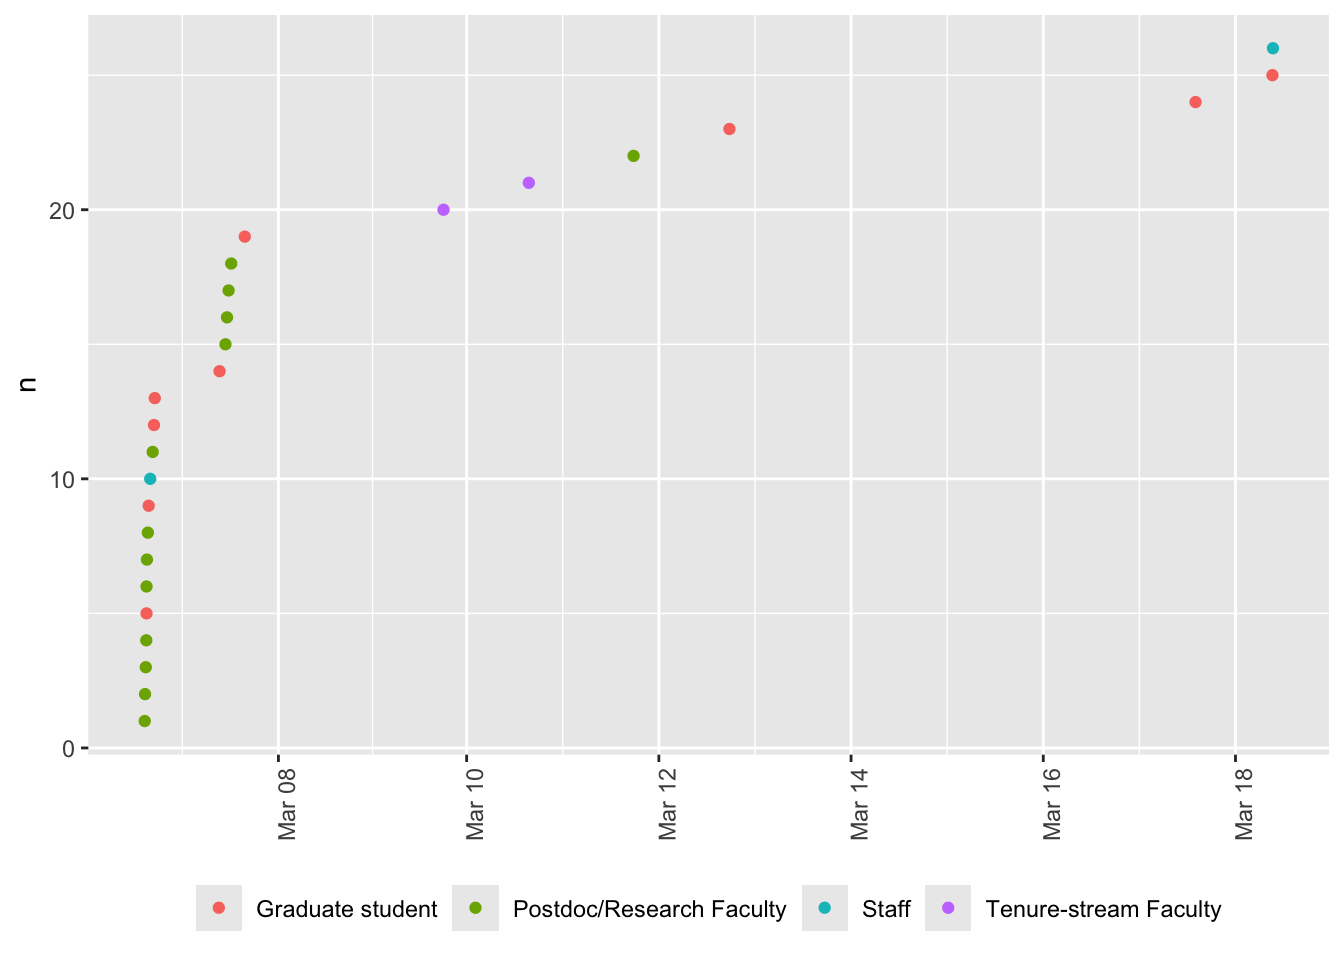 n
20
10
0
Mar 08
Mar 10
Mar 12
Mar 14
Mar 16
Mar 18
Graduate student
Postdoc/Research Faculty
Staff
Tenure-stream Faculty